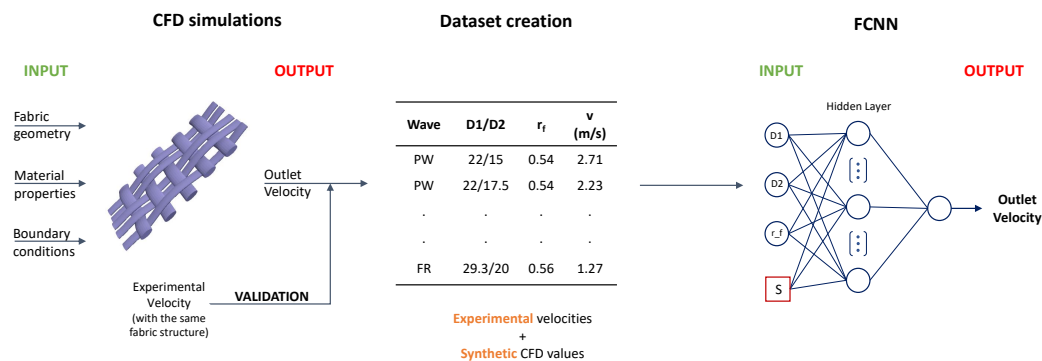 CFD simulations
INPUT
OUTPUT
Fabric
geometry
Material
properties
Boundary
conditions
Outlet
Velocity
Experimental
Velocity
(with the same
fabric structure)
VALIDATION
Dataset creation
Wave D1/D2 r_f v
(m/s)
PW 22/15 0.54 2.71
PW 22/17.5 0.54 2.23
. . . .
. . . .
FR 29.3/20 0.56 1.27
Experimental velocities
+
Synthetic CFD values
FCNN
INPUT
OUTPUT
Hidden Layer
D1
D2
r_f
S
Outlet
Velocity